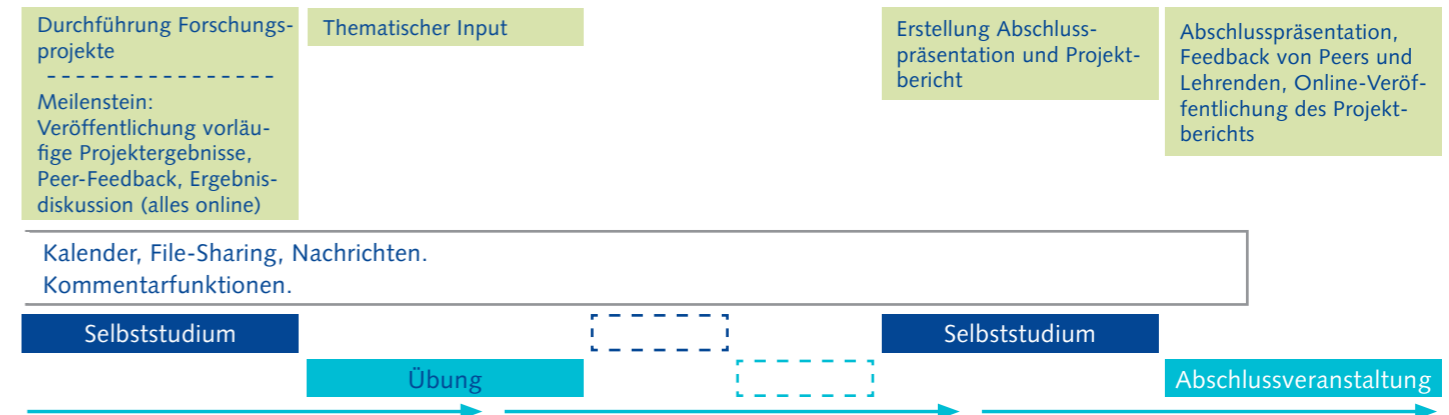 Durchführung Forschungs-
projekte
Meilenstein:
Veröffentlichung vorläu-
fige Projektergebnisse,
Peer-Feedback, Ergebnis-
diskussion (alles online)
Thematischer Input
Erstellung Abschluss-
präsentation und Projekt-
bericht
Abschlusspräsentation,
Feedback von Peers und
Lehrenden, Online-Veröf-
fentlichung des Projekt-
berichts
Kalender, File-Sharing, Nachrichten.
Kommentarfunktionen.
Selbststudium
Selbststudium
Übung
Abschlussveranstaltung